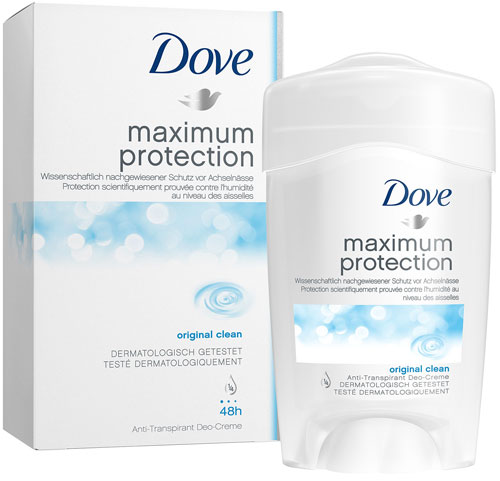 Dove
maximum
protection
Wissenschaftlich nachgewiesener Schutz vor Achselnässe
Protection scientifiquement prouvée contre l'humidité
au niveau des aisselles
original clean
DERMATOLOGISCH GETESTET
TESTÉ DERMATOLOGIQUEMENT
48h
Anti-Transpirant Deo-Creme
Dove
maximum
protection
Wissenschaftlich nachgewiesener Schutz vor Achselnässe
Protection scientifiquement prouvée contre l'humidité au
niveau des aisselles
original clean
Anti-Transpirant Deo-Creme
DERMATOLOGISCH GETESTET
TESTÉ DERMATOLOGIQUEMENT